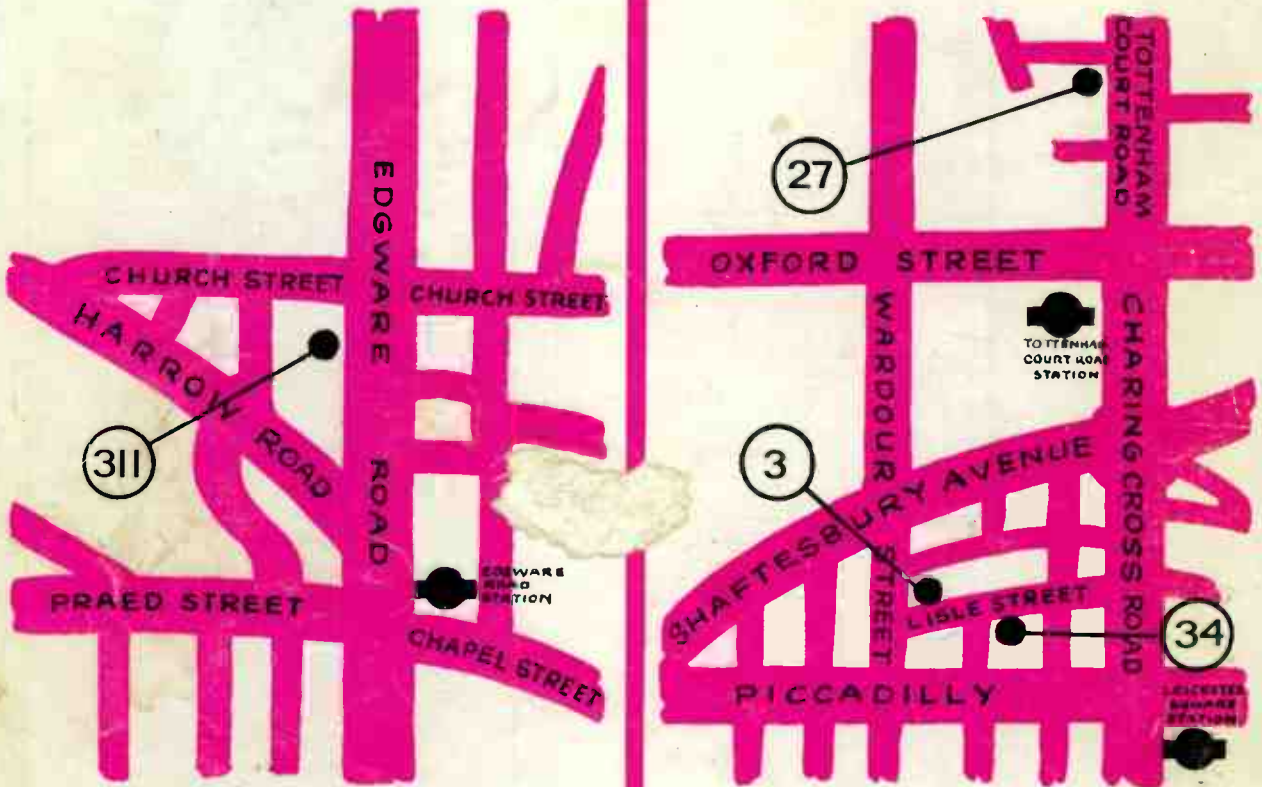 EDGWARE ROAD
CHURCH STREET
CHURCH STREET
HARROW ROAD
311
EDGWARE
ROAD
STATION
PRAED STREET
CHAPEL STREET
TOTTENHAM
COURT ROAD
27
OXFORD STREET
WARDOUR STREET
CHARING CROSS ROAD
TOTTENHAM
COURT ROAD
STATION
SHAFTESBURY AVENUE
3
LISLE STREET
34
PICCADILLY
LEICESTER
SQUARE
STATION